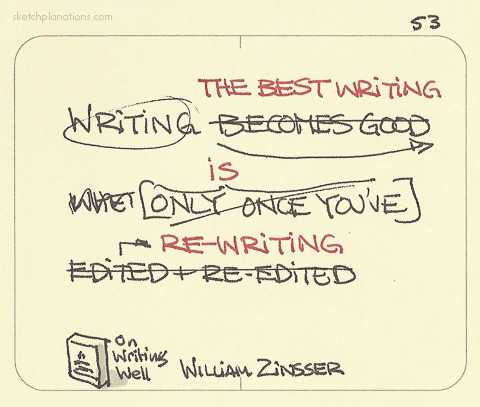 sketchplanations.com
53
THE BEST WRITING
WRITING BECOMES GOOD
is
[ONLY ONCE YOU'VE]
RE-WRITING
EDITED + RE-EDITED
On
Writing
Well
WILLIAM ZINSSER